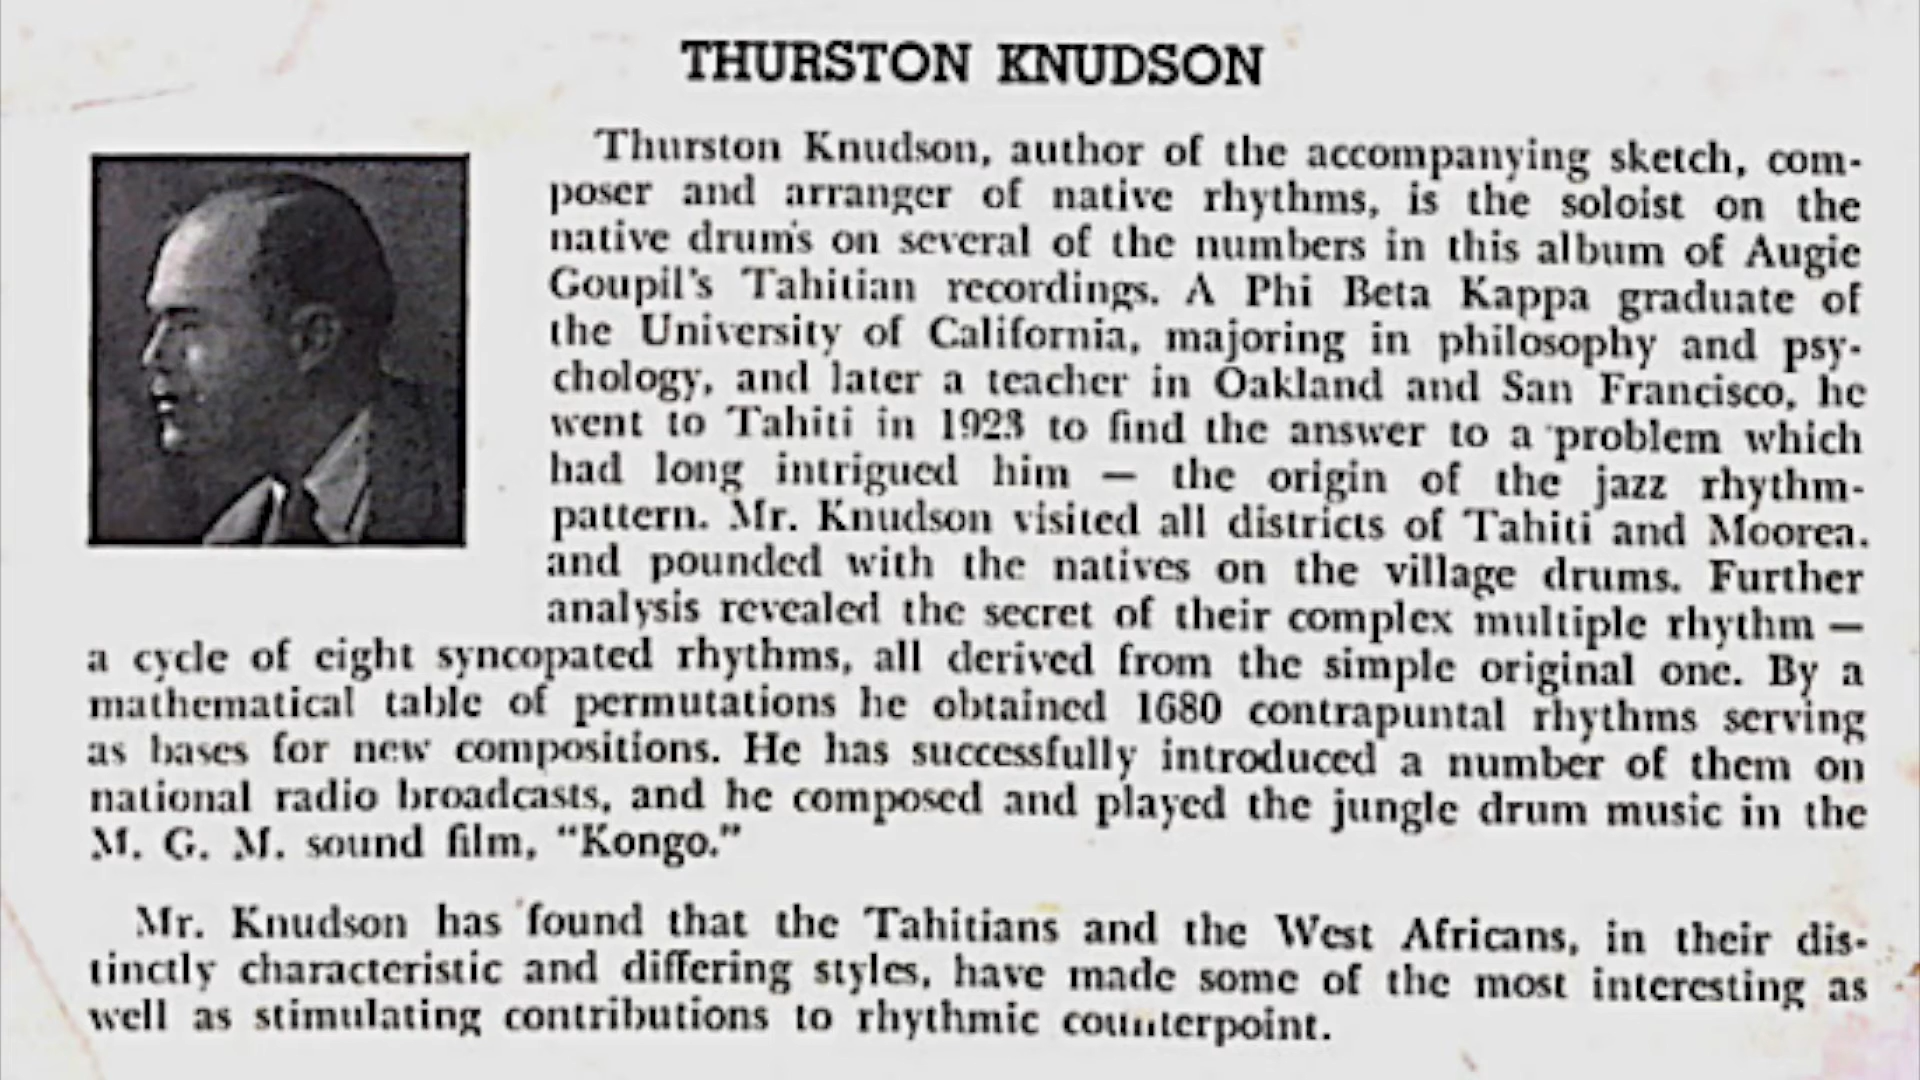 THURSTON KNUDSON
Thurston Knudson, author of the accompanying sketch, com-
poser and arranger of native rhythms, is the soloist on the
native drums on several of the numbers in this album of Augie
Goupil's Tahitian recordings. A Phi Beta Kappa graduate of
the University of California, majoring in philosophy and psy-
chology, and later a teacher in Oakland and San Francisco, he
went to Tahiti in 1923 to find the answer to a problem which
had long intrigued him — the origin of the jazz rhythm-
pattern. Mr. Knudson visited all districts of Tahiti and Moorea.
and pounded with the natives on the village drums. Further
analysis revealed the secret of their complex multiple rhythm —
a cycle of eight syncopated rhythms, all derived from the simple original one. By a
mathematical table of permutations he obtained 1680 contrapuntal rhythms serving
as bases for new compositions. He has successfully introduced a number of them on
national radio broadcasts, and he composed and played the jungle drum music in the
M. G. M. sound film, “Kongo.”
Mr. Knudson has found that the Tahitians and the West Africans, in their dis-
tinctly characteristic and differing styles, have made some of the most interesting as
well as stimulating contributions to rhythmic counterpoint.